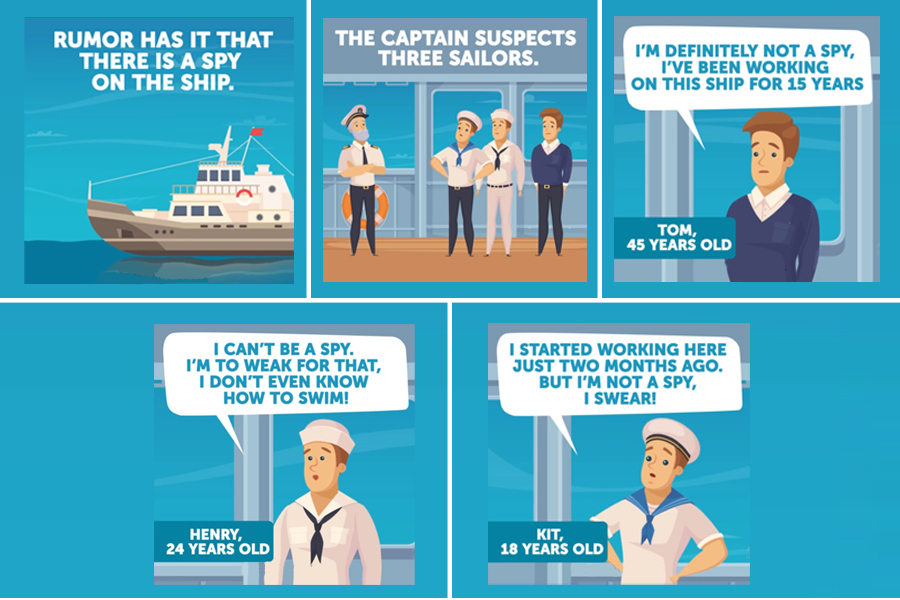 RUMOR HAS IT THAT
THERE IS A SPY
ON THE SHIP.
THE CAPTAIN SUSPECTS
THREE SAILORS.
I'M DEFINITELY NOT A SPY,
I'VE BEEN WORKING
ON THIS SHIP FOR 15 YEARS
TOM,
45 YEARS OLD
I CAN'T BE A SPY.
I'M TO WEAK FOR THAT,
I DON'T EVEN KNOW
HOW TO SWIM!
HENRY,
24 YEARS OLD
I STARTED WORKING HERE
JUST TWO MONTHS AGO.
BUT I'M NOT A SPY,
I SWEAR!
KIT,
18 YEARS OLD